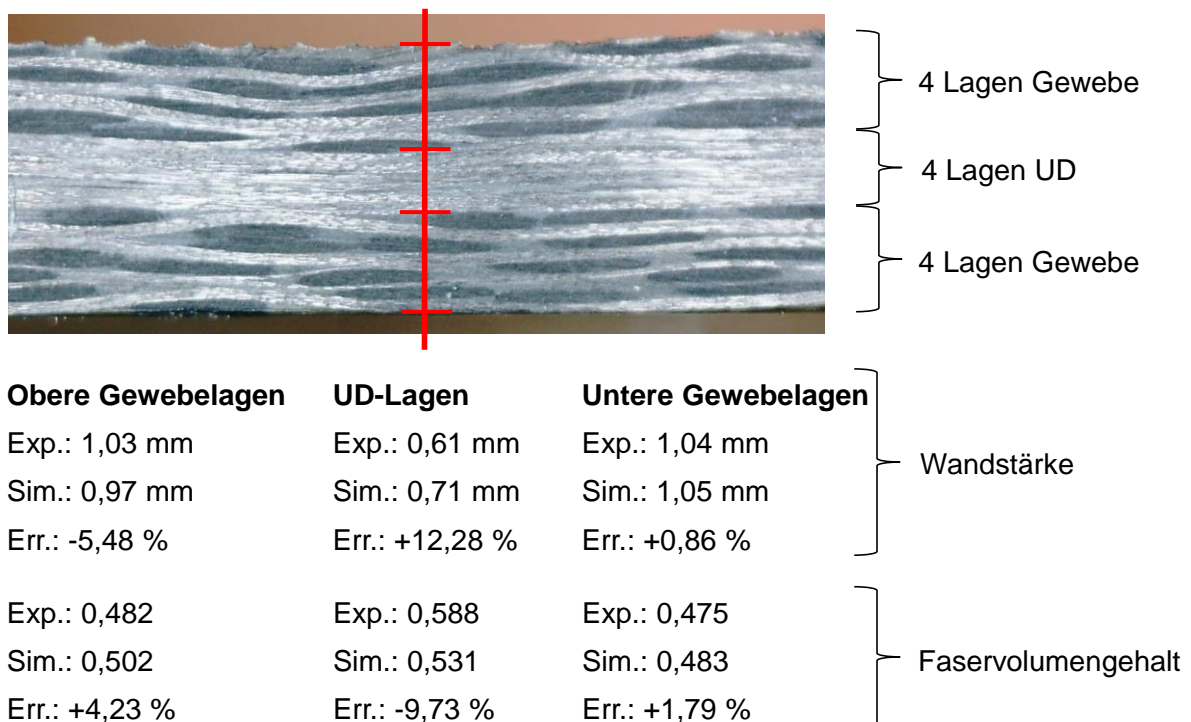 4 Lagen Gewebe
4 Lagen UD
4 Lagen Gewebe
Obere Gewebelagen UD-Lagen Untere Gewebelagen
Exp.: 1,03 mm Exp.: 0,61 mm Exp.: 1,04 mm
Sim.: 0,97 mm Sim.: 0,71 mm Sim.: 1,05 mm
Err.: -5,48 % Err.: +12,28 % Err.: +0,86 %
Wandstärke
Exp.: 0,482 Exp.: 0,588 Exp.: 0,475
Sim.: 0,502 Sim.: 0,531 Sim.: 0,483
Err.: +4,23 % Err.: -9,73 % Err.: +1,79 %
Faservolumengehalt